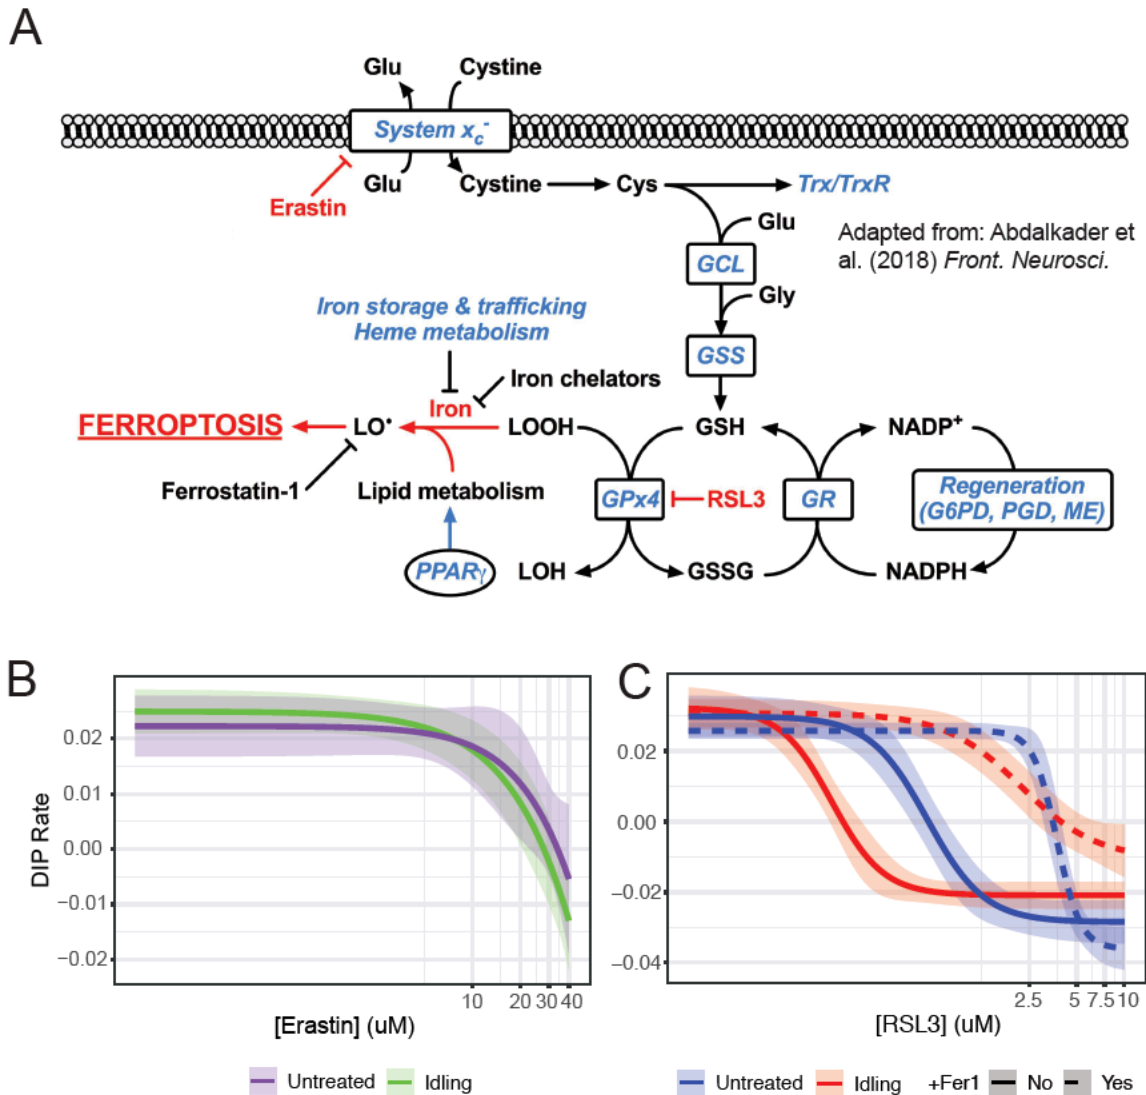 A
Glu
Cystine
System xc-
Glu
Cystine
Cys
Trx/TrxR
Erastin
Glu
Adapted from: Abdalkader et
al. (2018) Front. Neurosci.
GCL
Gly
Iron storage & trafficking
Heme metabolism
GSS
Iron chelators
Iron
FERROPTOSIS
LO•
LOOH
GSH
NADP+
Ferrostatin-1
Lipid metabolism
GPx4
RSL3
GR
Regeneration
(G6PD, PGD, ME)
PPARγ
LOH
GSSG
NADPH
B
DIP Rate
0.02
0.01
0.00
−0.01
−0.02
10 20 30 40
[Erastin] (uM)
Untreated Idling
C
0.02
0.00
−0.02
−0.04
2.5 5 7.5 10
[RSL3] (uM)
Untreated Idling +Fer1 No Yes